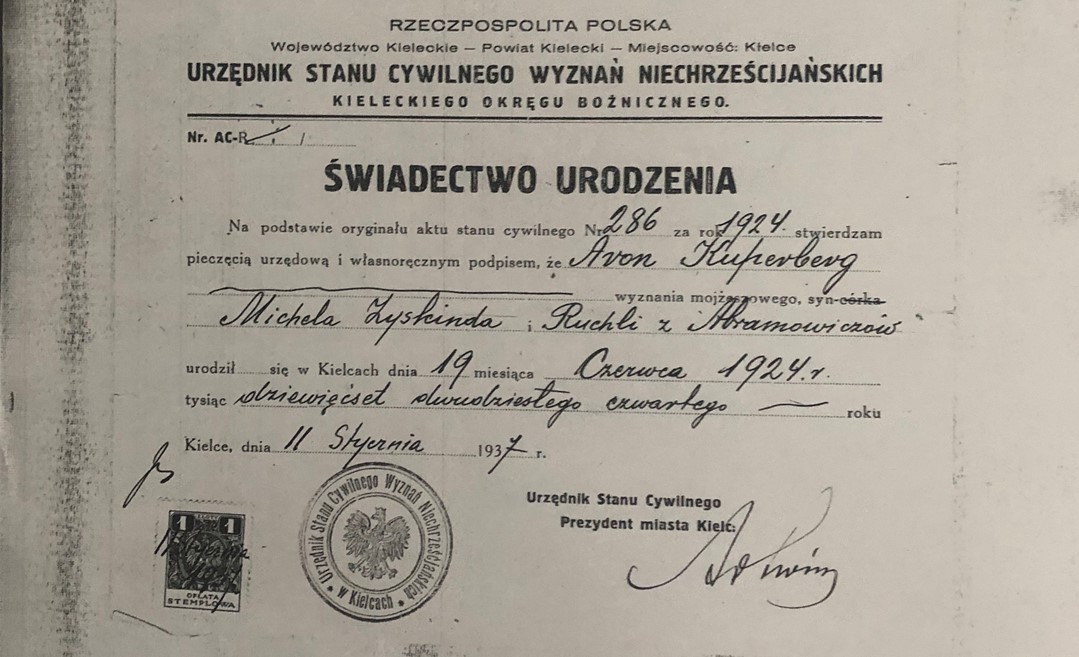 RZECZPOSPOLITA POLSKA
Województwo Kieleckie — Powiat Kielecki — Miejscowość: Kielce
URZĘDNIK STANU CYWILNEGO WYZNAŃ NIECHRZEŚCIJAŃSKICH
KIELECKIEGO OKRĘGU BOŻNICZNEGO.
Nr. AC-R
ŚWIADECTWO URODZENIA
Na podstawie oryginału aktu stanu cywilnego Nr 286 za rok 1924. stwierdzam
pieczęcią urzędową i własnoręcznym podpisem, że Aron Kuperberg
wyznania mojżeszowego, syn-córka
Michela Zyskinda i Ruchli z Abramowiczów
urodził się w Kielcach dnia 19 miesiąca Czerwca 1924.r.
tysiąc dziewięćset dwudziestego czwartego — roku
Kielce, dnia 11 Stycznia 1937 r.
Urzędnik Stanu Cywilnego
Prezydent miasta Kielc:
Urzędnik Stanu Cywilnego Wyznań Niechrześcijańskich
w Kielcach
1 1
OPŁATA
STEMPLOWA